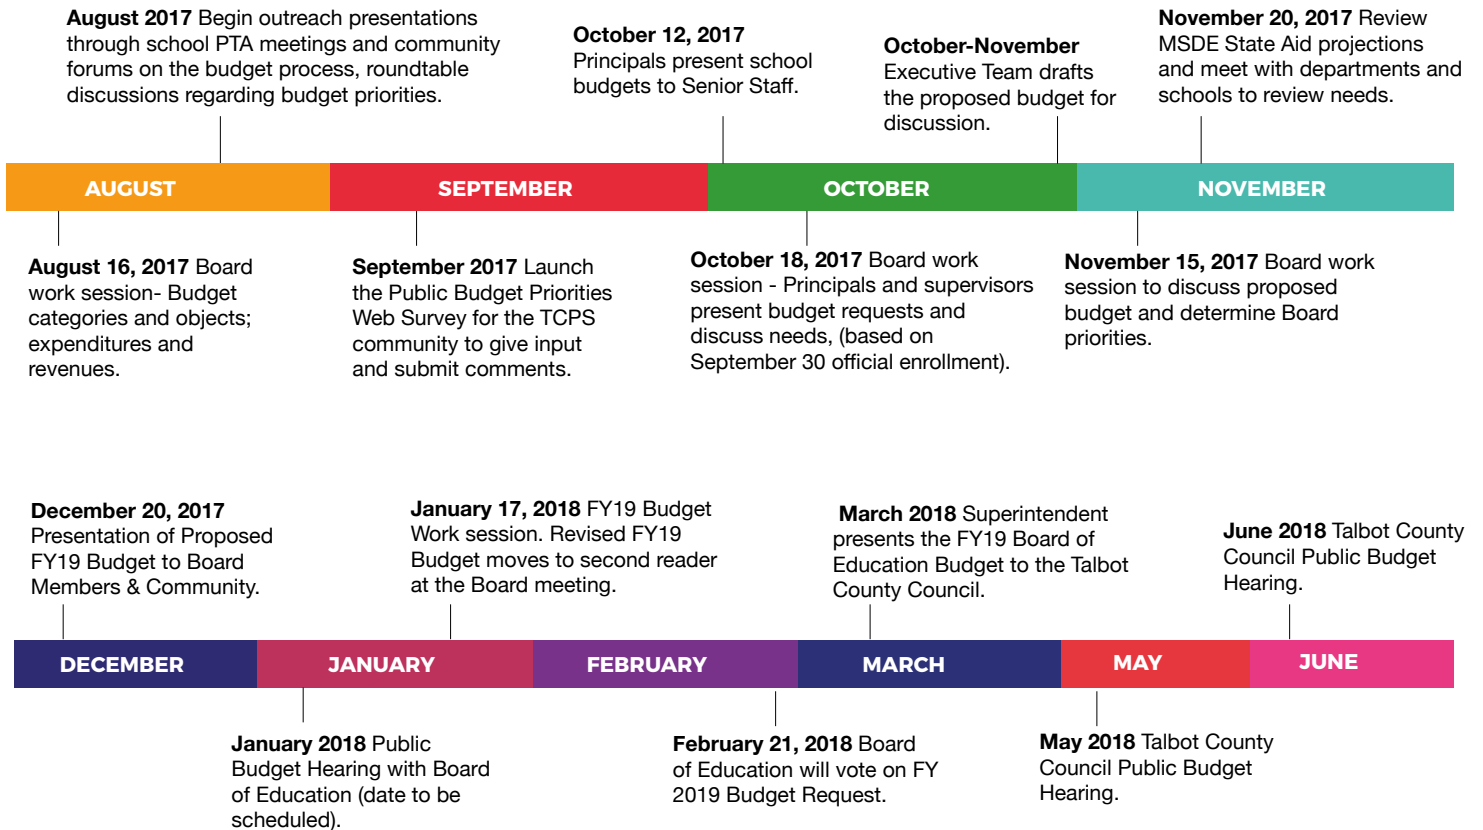 August 2017 Begin outreach presentations
through school PTA meetings and community
forums on the budget process, roundtable
discussions regarding budget priorities.
October 12, 2017
Principals present school
budgets to Senior Staff.
October-November
Executive Team drafts
the proposed budget for
discussion.
November 20, 2017 Review
MSDE State Aid projections
and meet with departments and
schools to review needs.
AUGUST
SEPTEMBER
OCTOBER
NOVEMBER
August 16, 2017 Board
work session- Budget
categories and objects;
expenditures and
revenues.
September 2017 Launch
the Public Budget Priorities
Web Survey for the TCPS
community to give input
and submit comments.
October 18, 2017 Board work
session - Principals and supervisors
present budget requests and
discuss needs, (based on
September 30 official enrollment).
November 15, 2017 Board work
session to discuss proposed
budget and determine Board
priorities.
December 20, 2017
Presentation of Proposed
FY19 Budget to Board
Members & Community.
January 17, 2018 FY19 Budget
Work session. Revised FY19
Budget moves to second reader
at the Board meeting.
March 2018 Superintendent
presents the FY19 Board of
Education Budget to the Talbot
County Council.
June 2018 Talbot County
Council Public Budget
Hearing.
DECEMBER
JANUARY
FEBRUARY
MARCH
MAY
JUNE
January 2018 Public
Budget Hearing with Board
of Education (date to be
scheduled).
February 21, 2018 Board
of Education will vote on FY
2019 Budget Request.
May 2018 Talbot County
Council Public Budget
Hearing.